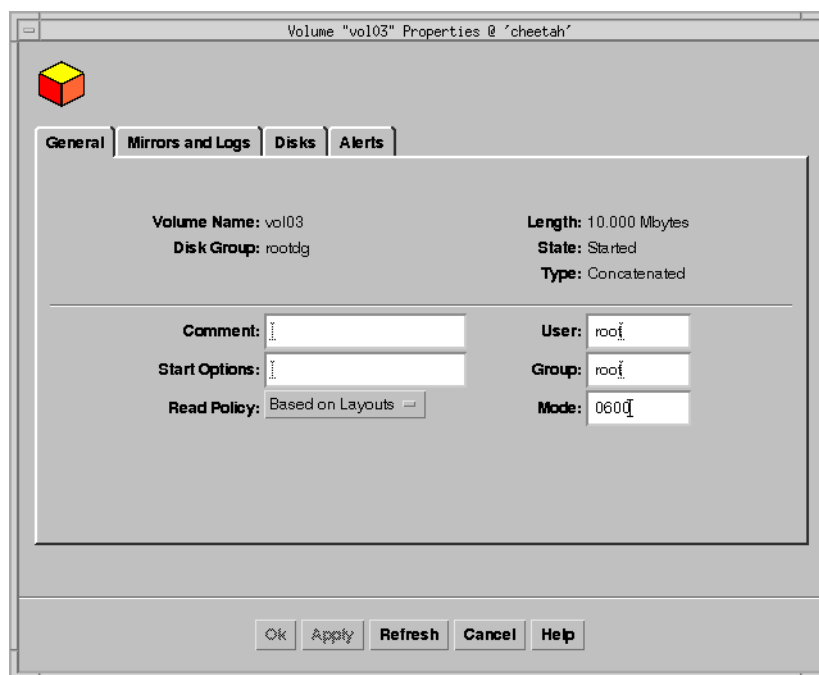 Volume "vol03" Properties @ 'cheetah'
General Mirrors and Logs Disks Alerts
Volume Name: vol03 Length: 10.000 Mbytes
Disk Group: rootdg State: Started
Type: Concatenated
Comment: User: root
Start Options: Group: root
Read Policy: Based on Layouts Mode: 0600
Ok Apply Refresh Cancel Help